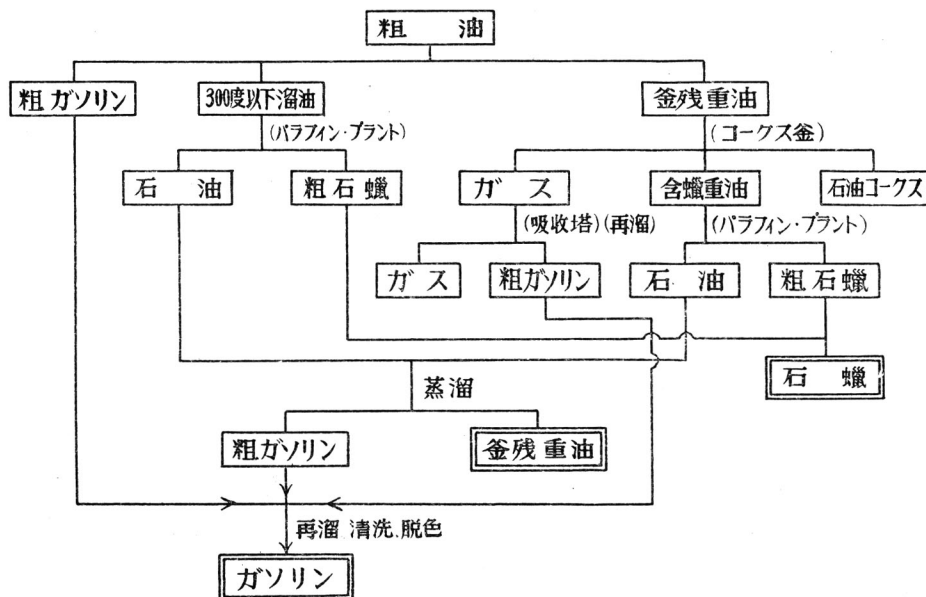 粗油
粗ガソリン
300度以下溜油
釜残重油
(パラフィン・プラント)
(コークス釜)
石油
粗石蠟
ガス
含蠟重油
石油コークス
(吸收塔)(再溜)
(パラフィン・プラント)
ガス
粗ガソリン
石油
粗石蠟
石蠟
蒸溜
粗ガソリン
釜残重油
再溜、清洗、脱色
ガソリン